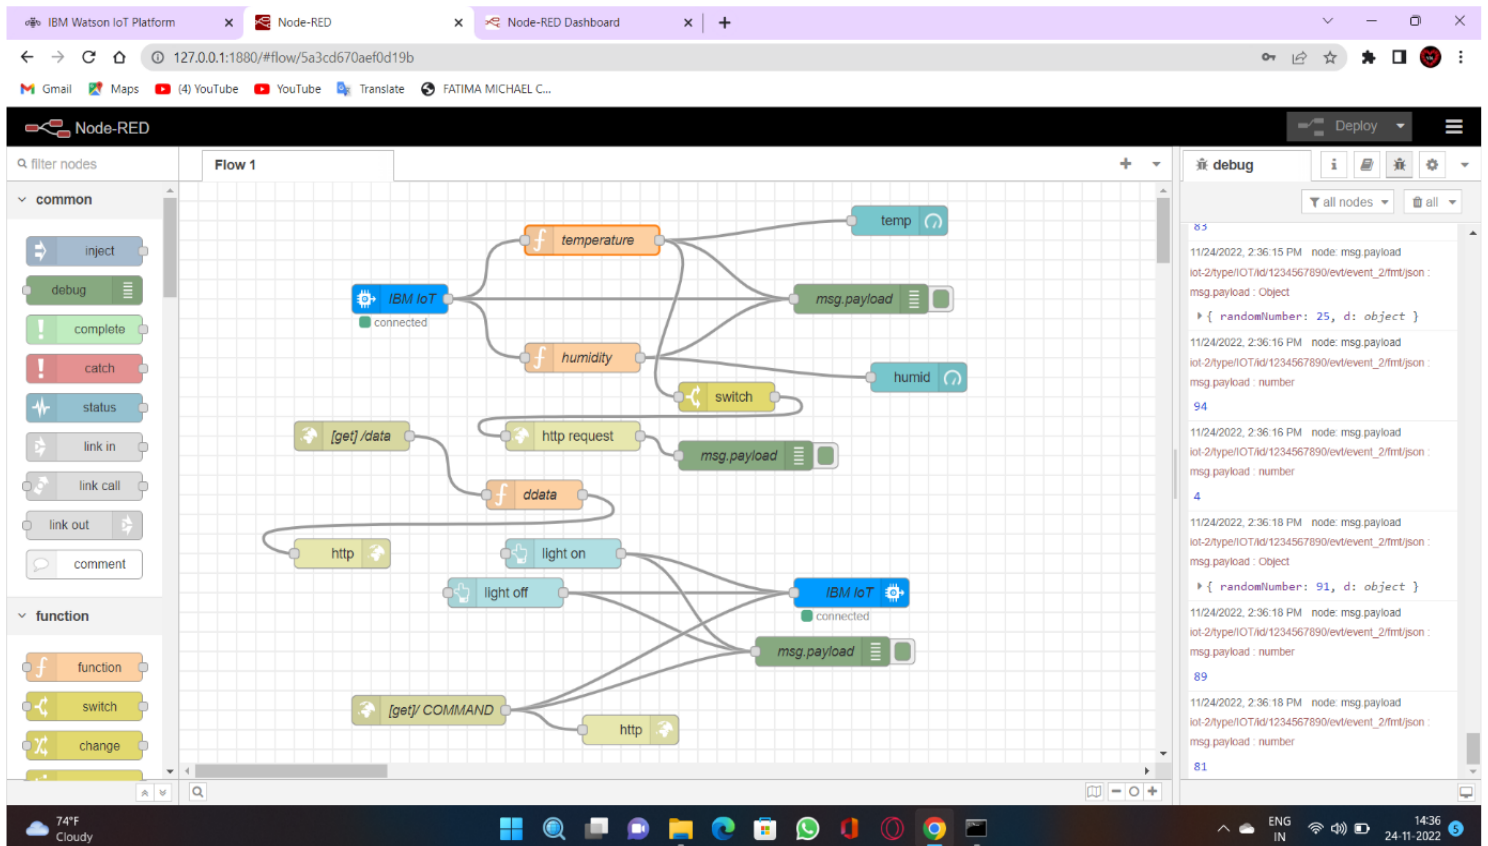 IBM Watson IoT Platform
Node-RED
Node-RED Dashboard
127.0.0.1:1880/#flow/5a3cd670aef0d19b
Gmail
Maps
(4) YouTube
YouTube
Translate
FATIMA MICHAEL C...
Node-RED
Deploy
filter nodes
Flow 1
debug
i
all nodes
all
common
inject
debug
complete
catch
status
link in
link call
link out
comment
function
function
switch
change
temperature
temp
IBM IoT
connected
msg.payload
humidity
humid
switch
[get] /data
http request
msg.payload
ddata
http
light on
light off
IBM IoT
connected
msg.payload
[get]/ COMMAND
http
83
11/24/2022, 2:36:15 PM node: msg.payload
iot-2/type/IOT/id/1234567890/evt/event_2/fmt/json :
msg.payload : Object
{ randomNumber: 25, d: object }
11/24/2022, 2:36:16 PM node: msg.payload
iot-2/type/IOT/id/1234567890/evt/event_2/fmt/json :
msg.payload : number
94
11/24/2022, 2:36:16 PM node: msg.payload
iot-2/type/IOT/id/1234567890/evt/event_2/fmt/json :
msg.payload : number
4
11/24/2022, 2:36:18 PM node: msg.payload
iot-2/type/IOT/id/1234567890/evt/event_2/fmt/json :
msg.payload : Object
{ randomNumber: 91, d: object }
11/24/2022, 2:36:18 PM node: msg.payload
iot-2/type/IOT/id/1234567890/evt/event_2/fmt/json :
msg.payload : number
89
11/24/2022, 2:36:18 PM node: msg.payload
iot-2/type/IOT/id/1234567890/evt/event_2/fmt/json :
msg.payload : number
81
74°F
Cloudy
ENG
IN
14:36
24-11-2022
5